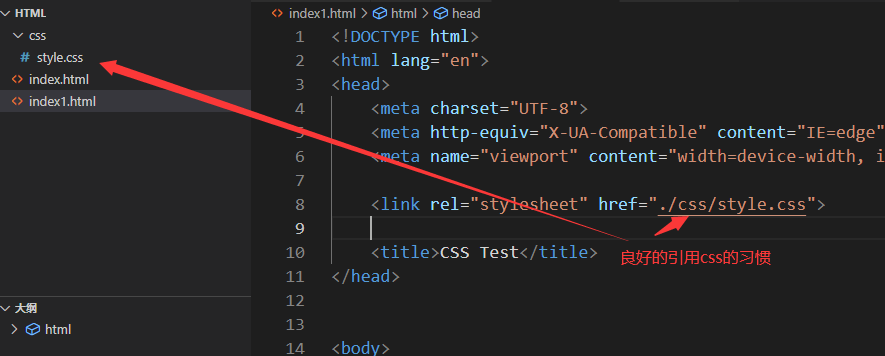 HTML
css
# style.css
<> index.html
<> index1.html
大纲
html
<> index1.html > html > head
1 <!DOCTYPE html>
2 <html lang="en">
3 <head>
4 <meta charset="UTF-8">
5 <meta http-equiv="X-UA-Compatible" content="IE=edge"
6 <meta name="viewport" content="width=device-width, i
7
8 <link rel="stylesheet" href="./css/style.css">
9
10 <title>CSS Test</title>
良好的引用css的习惯
11 </head>
12
13
14 <body>